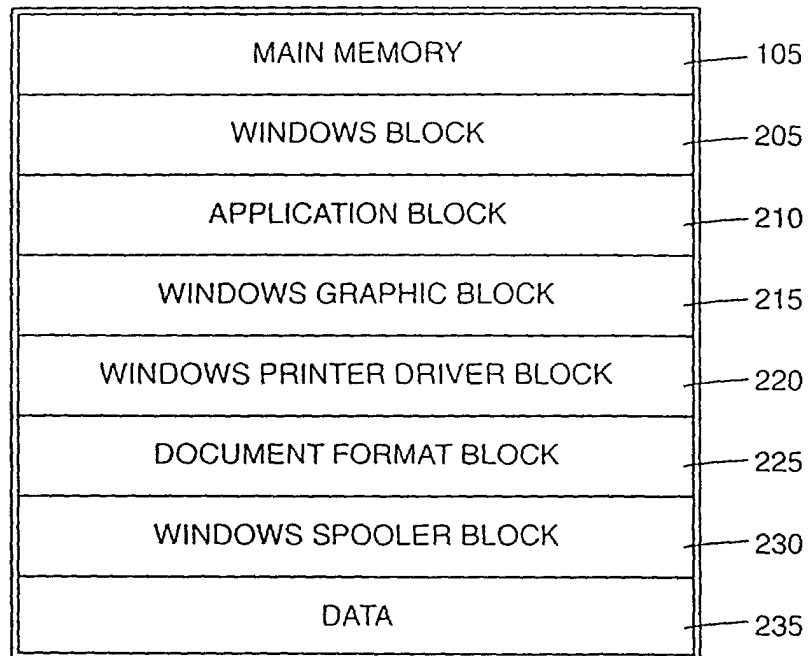 MAIN MEMORY 105
WINDOWS BLOCK 205
APPLICATION BLOCK 210
WINDOWS GRAPHIC BLOCK 215
WINDOWS PRINTER DRIVER BLOCK 220
DOCUMENT FORMAT BLOCK 225
WINDOWS SPOOLER BLOCK 230
DATA 235